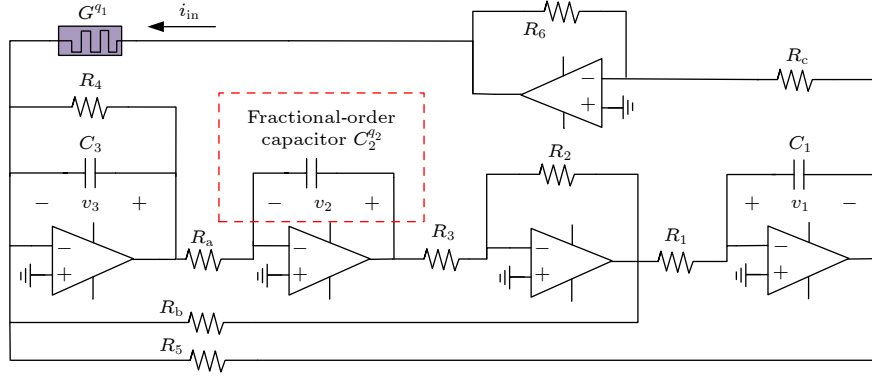 G^{q_1}
i_in
R_6
R_c
− +
R_4
Fractional-order
capacitor C_2^{q_2}
C_3
R_2
C_1
− v_3 +
− v_2 +
+ v_1 −
R_a
R_3
R_1
− +
− +
− +
− +
R_b
R_5